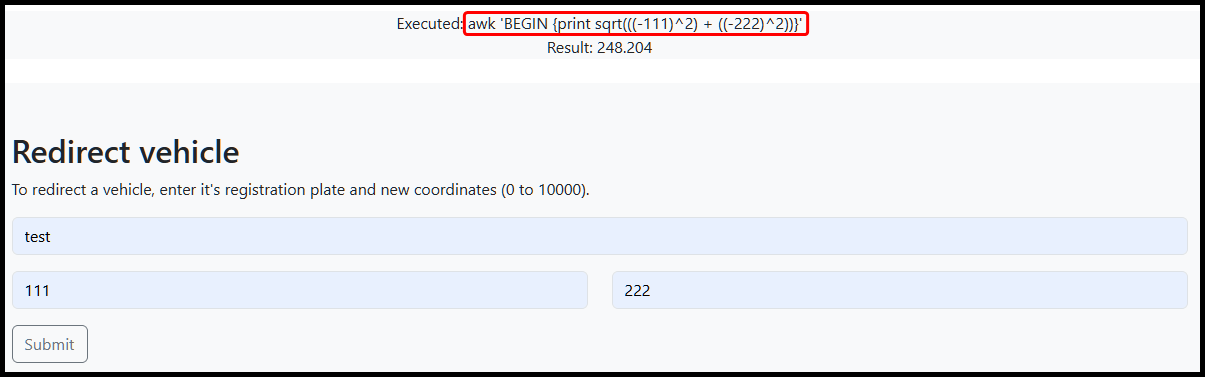 Executed: awk 'BEGIN {print sqrt(((-111)^2) + ((-222)^2))}'
Result: 248.204
Redirect vehicle
To redirect a vehicle, enter it's registration plate and new coordinates (0 to 10000).
test
111 222
Submit